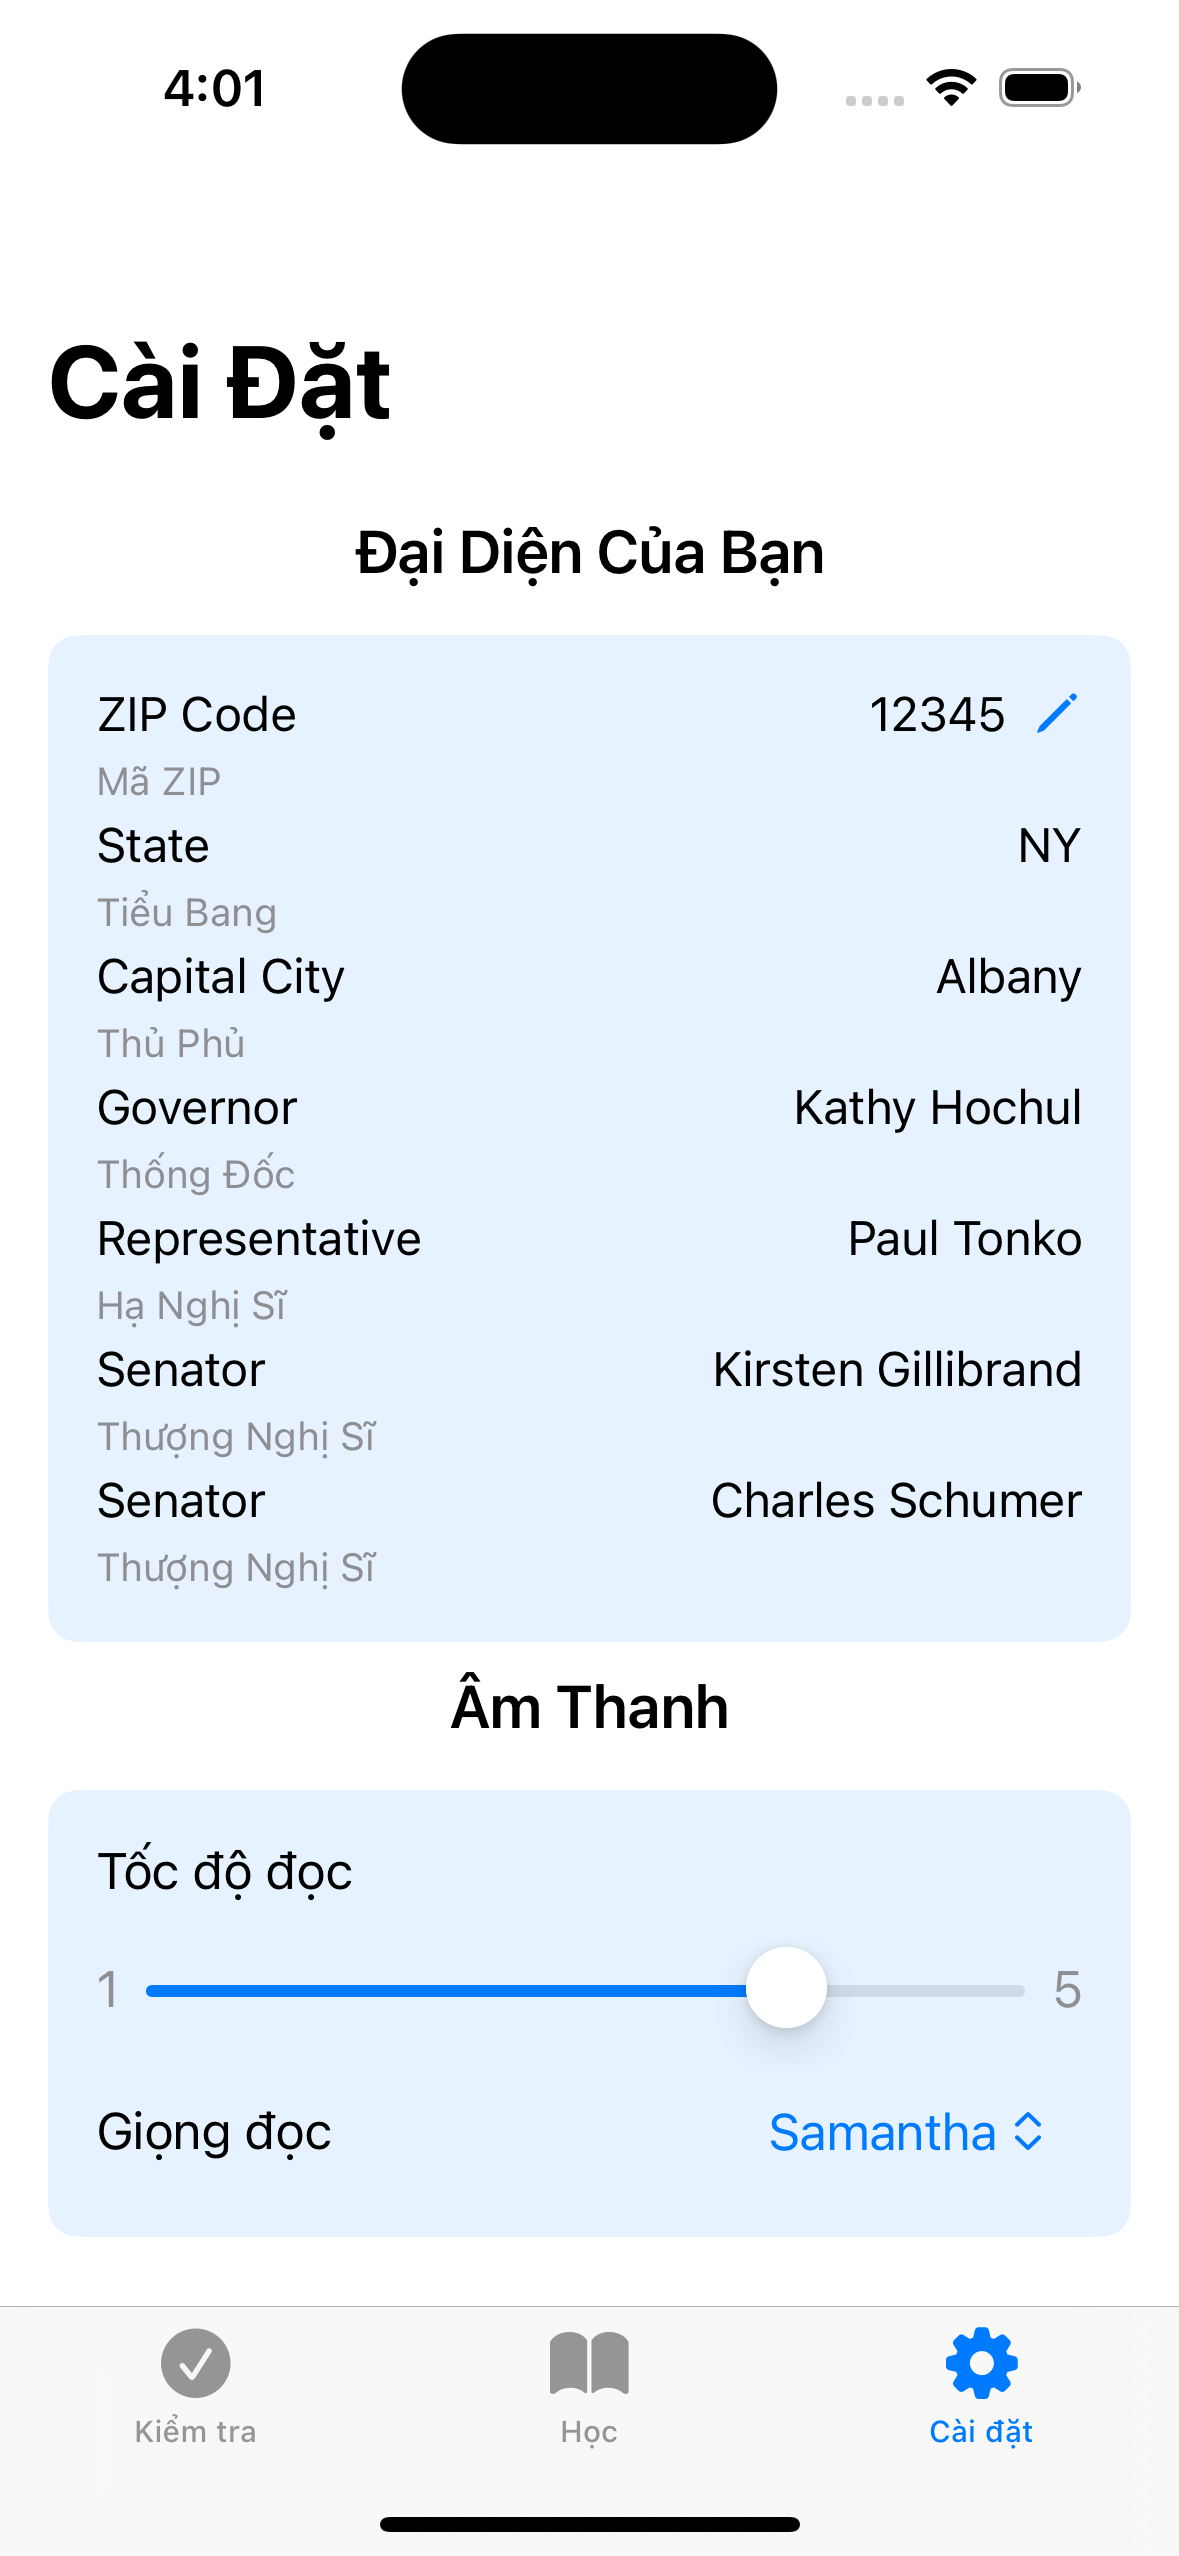 4:01
Cài Đặt
Đại Diện Của Bạn
ZIP Code 12345
Mã ZIP
State NY
Tiểu Bang
Capital City Albany
Thủ Phủ
Governor Kathy Hochul
Thống Đốc
Representative Paul Tonko
Hạ Nghị Sĩ
Senator Kirsten Gillibrand
Thượng Nghị Sĩ
Senator Charles Schumer
Thượng Nghị Sĩ
Âm Thanh
Tốc độ đọc
1 5
Giọng đọc Samantha
Kiểm tra Học Cài đặt